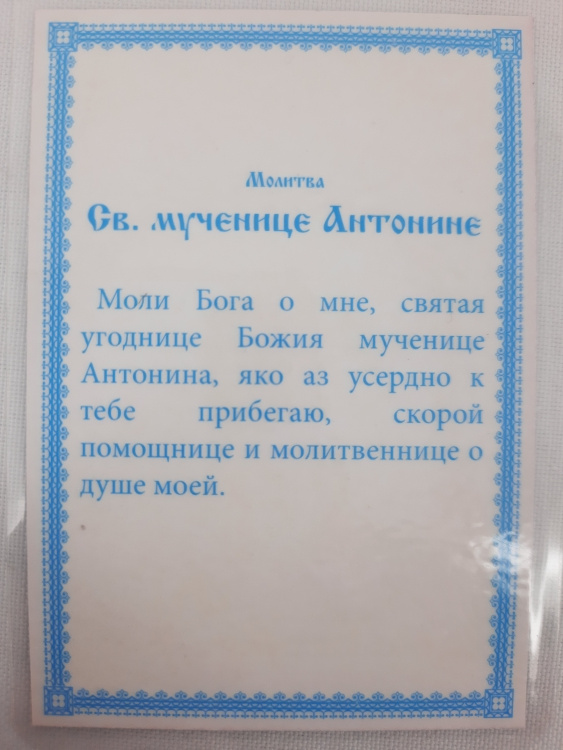 Молитва
Св. мученице Антонине
Моли Бога о мне, святая
угоднице Божия мученице
Антонина, яко аз усердно к
тебе прибегаю, скорой
помощнице и молитвеннице о
душе моей.